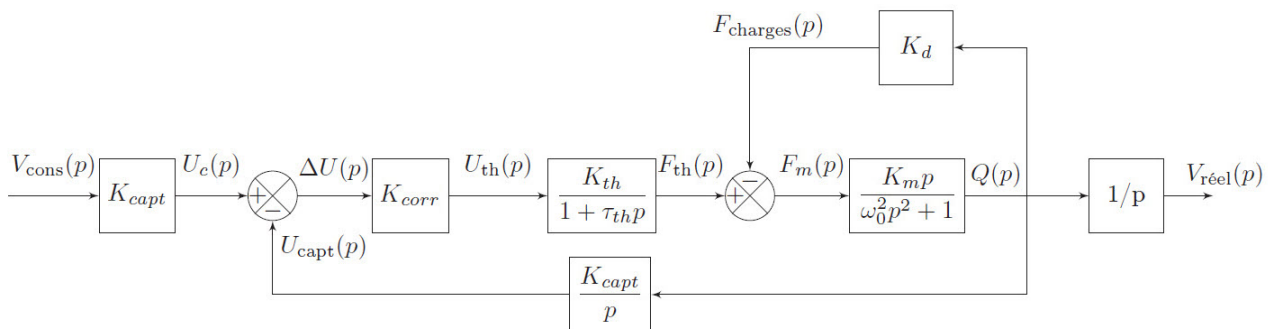 F_charges(p)
K_d
V_cons(p)
K_capt
U_c(p)
+
−
ΔU(p)
K_corr
U_th(p)
K_th
1 + τ_th p
F_th(p)
+
−
F_m(p)
K_m p
ω_0^2 p^2 + 1
Q(p)
1/p
V_réel(p)
U_capt(p)
K_capt
p